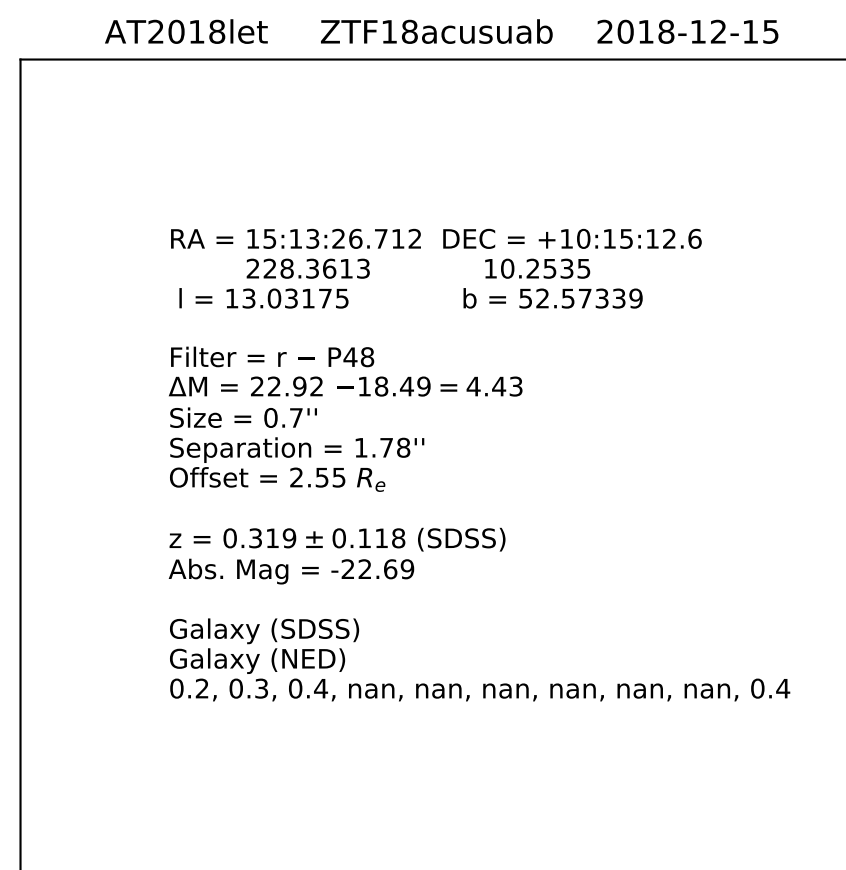 AT2018let ZTF18acusuab 2018-12-15
RA = 15:13:26.712 DEC = +10:15:12.6
228.3613 10.2535
l = 13.03175 b = 52.57339
Filter = r − P48
ΔM = 22.92 −18.49 = 4.43
Size = 0.7''
Separation = 1.78''
Offset = 2.55 Rₑ
z = 0.319 ± 0.118 (SDSS)
Abs. Mag = -22.69
Galaxy (SDSS)
Galaxy (NED)
0.2, 0.3, 0.4, nan, nan, nan, nan, nan, nan, 0.4